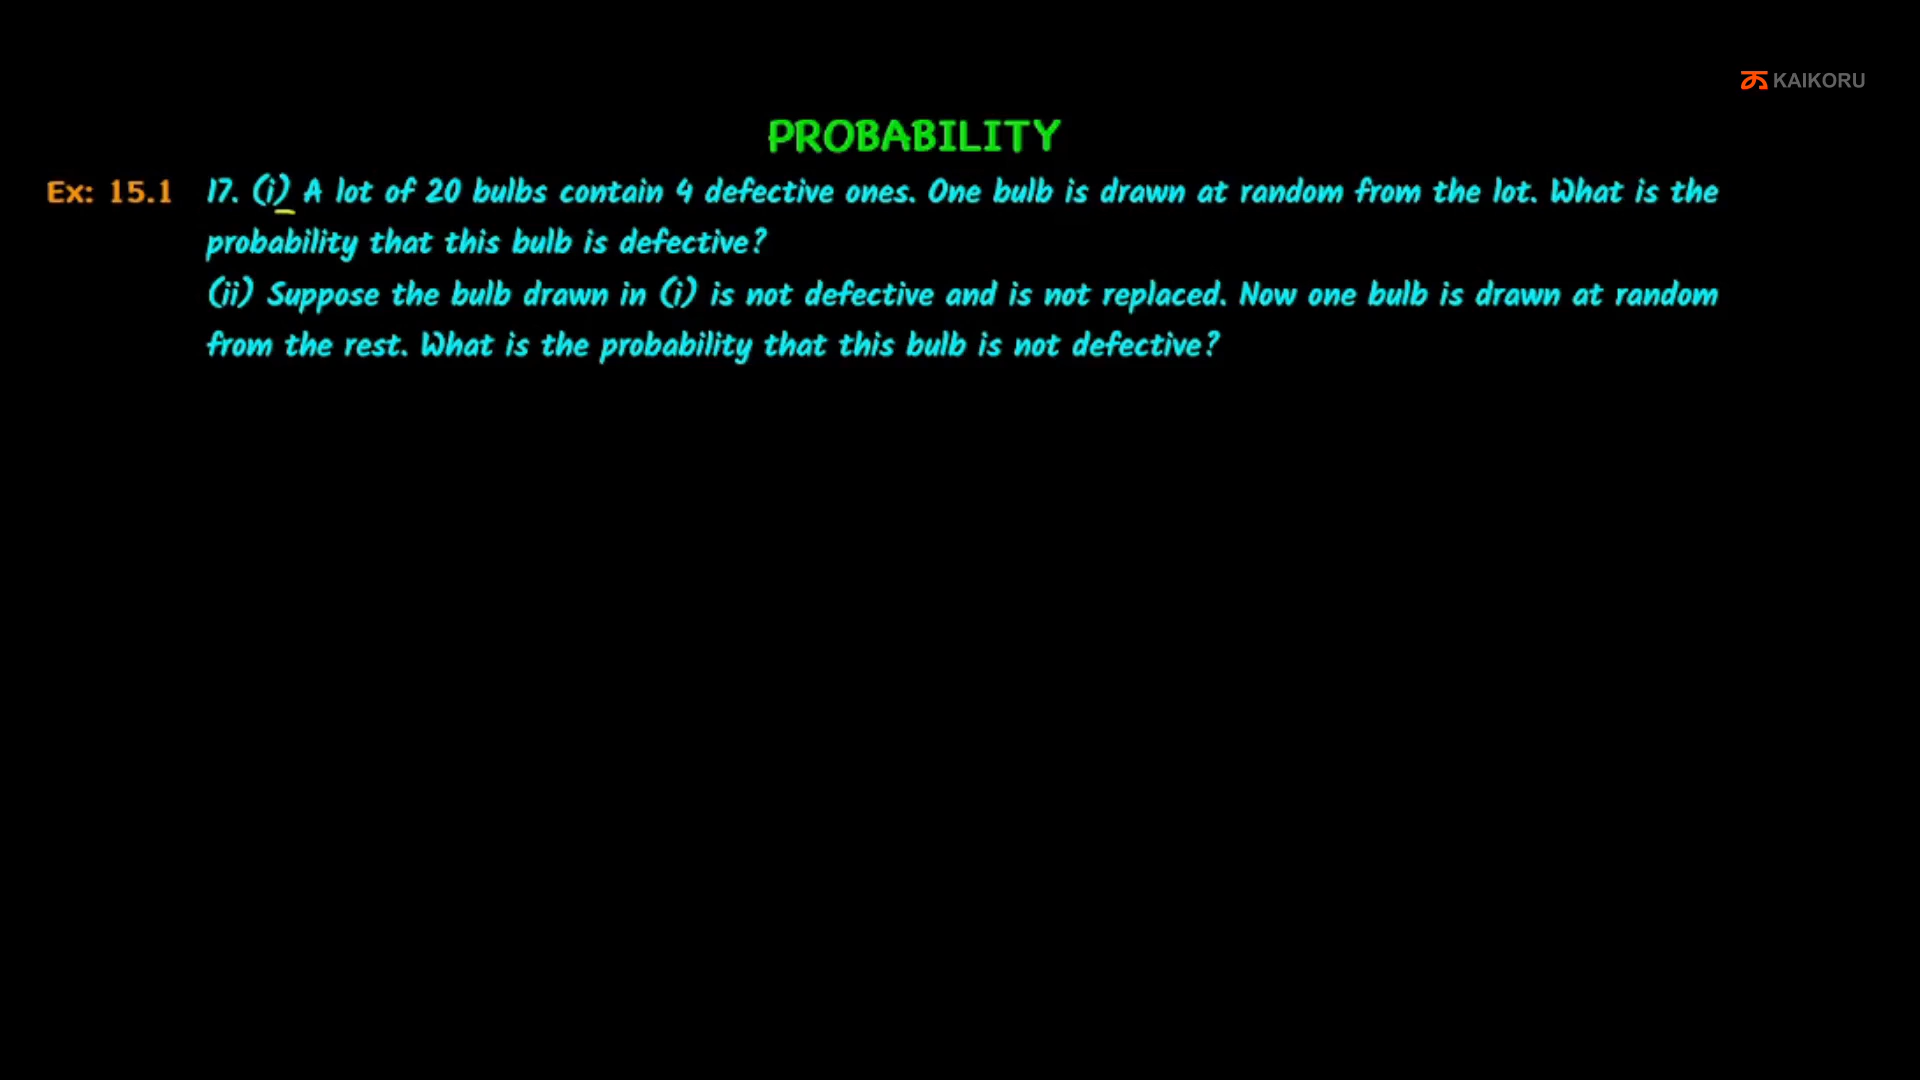 KAIKORU
PROBABILITY
Ex: 15.1 17. (i) A lot of 20 bulbs contain 4 defective ones. One bulb is drawn at random from the lot. What is the
probability that this bulb is defective?
(ii) Suppose the bulb drawn in (i) is not defective and is not replaced. Now one bulb is drawn at random
from the rest. What is the probability that this bulb is not defective?